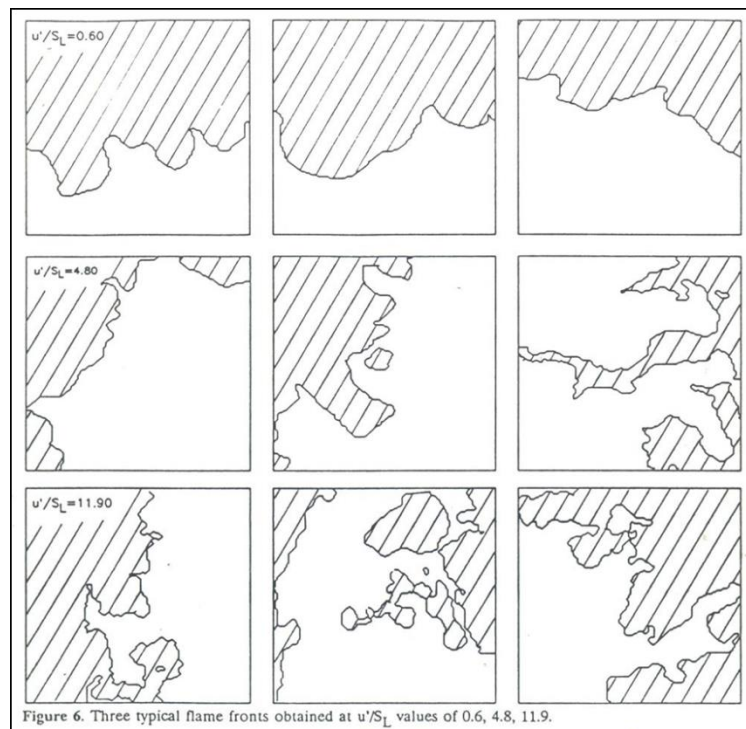 u'/S_L=0.60
u'/S_L=4.80
u'/S_L=11.90
Figure 6. Three typical flame fronts obtained at u'/S_L values of 0.6, 4.8, 11.9.